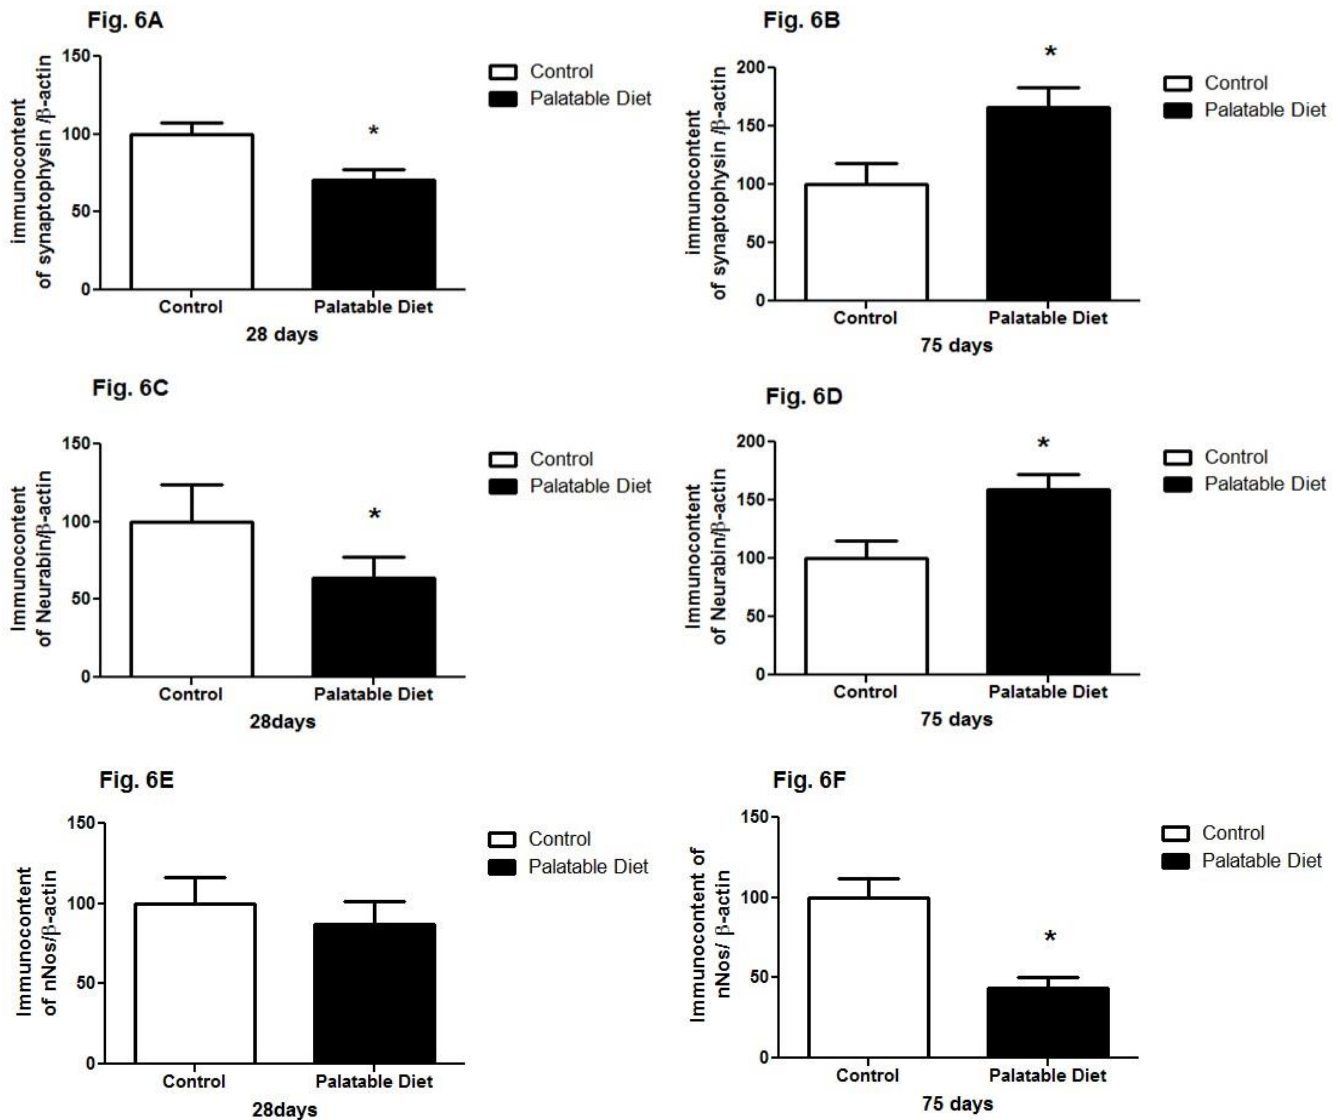 Fig. 6A
immunocontent
of synaptophysin /β-actin
150
100
50
0
Control
Palatable Diet
28 days
Control
Palatable Diet
*
Fig. 6B
immunocontent
of synaptophysin /β-actin
200
150
100
50
0
Control
Palatable Diet
75 days
Control
Palatable Diet
*
Fig. 6C
Immunocontent
of Neurabin/β-actin
150
100
50
0
Control
Palatable Diet
28days
Control
Palatable Diet
*
Fig. 6D
Immunocontent
of Neurabin/β-actin
200
150
100
50
0
Control
Palatable Diet
75 days
Control
Palatable Diet
*
Fig. 6E
Immunocontent
of nNos/β-actin
150
100
50
0
Control
Palatable Diet
28days
Control
Palatable Diet
Fig. 6F
Immunocontent of
nNos/ β-actin
150
100
50
0
Control
Palatable Diet
75 days
Control
Palatable Diet
*